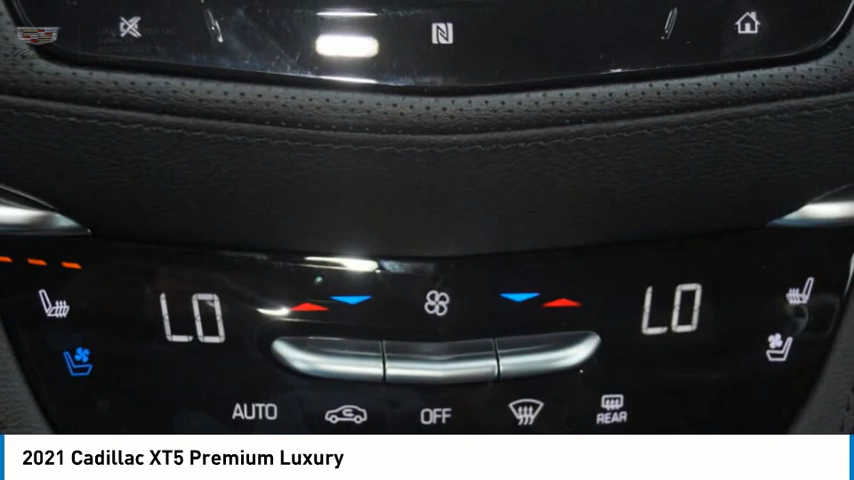 LO
LO
AUTO
OFF
REAR
2021 Cadillac XT5 Premium Luxury